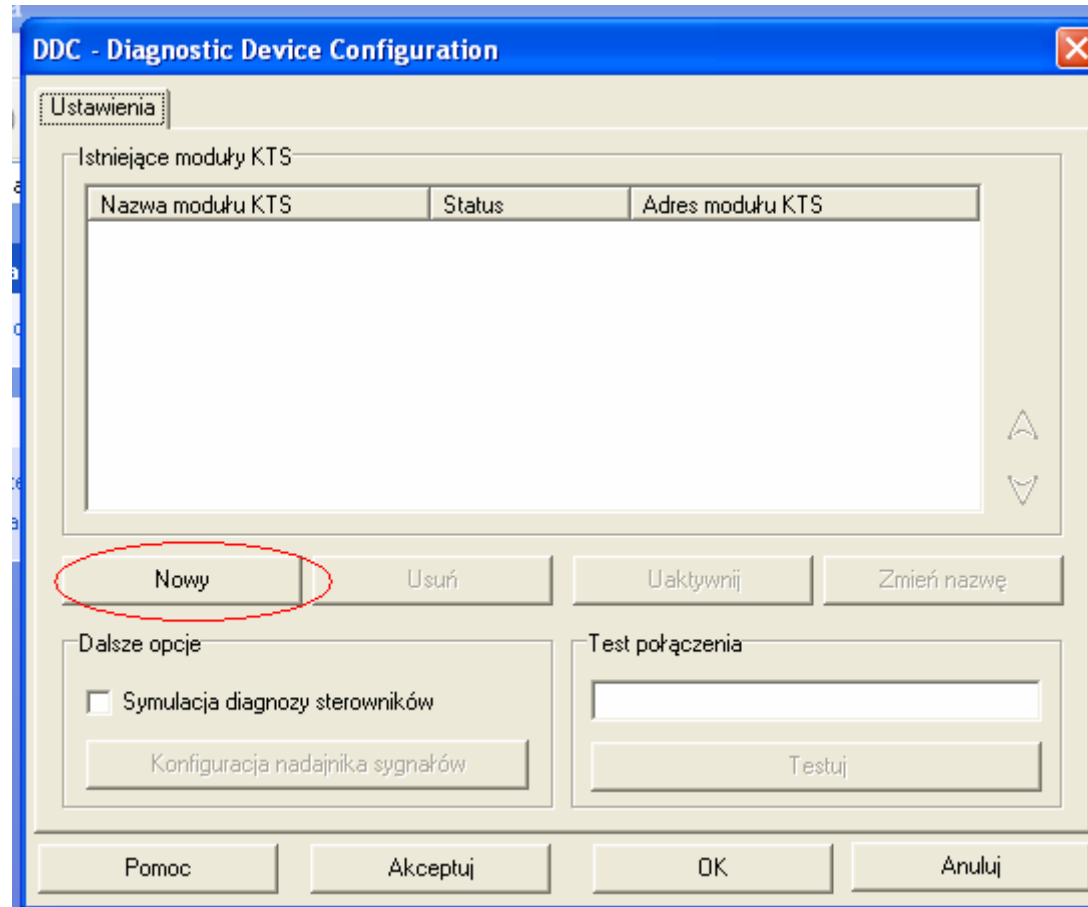 DDC - Diagnostic Device Configuration
Ustawienia
Istniejące moduły KTS
Nazwa modułu KTS Status Adres modułu KTS
Nowy Usuń Uaktywnij Zmień nazwę
Dalsze opcje Test połączenia
Symulacja diagnozy sterowników
Konfiguracja nadajnika sygnałów Testuj
Pomoc Akceptuj OK Anuluj